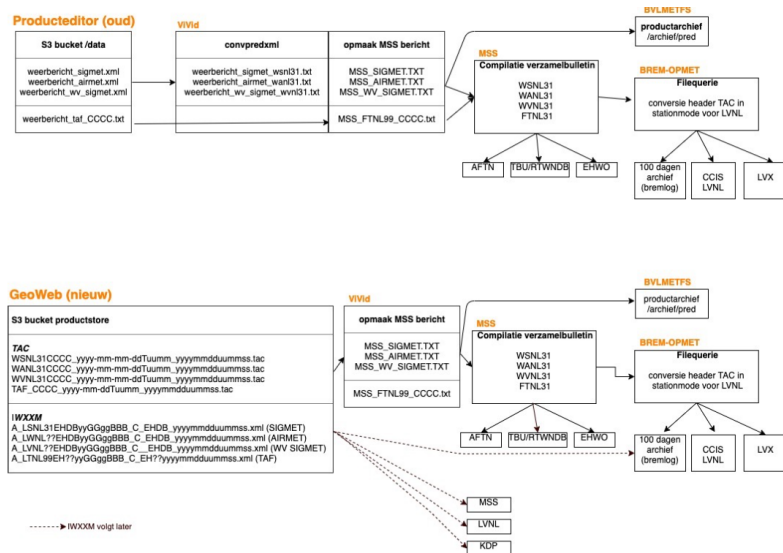 Producteditor (oud)
S3 bucket /data
weerbericht_sigmet.xml
weerbericht_airmet.xml
weerbericht_wv_sigmet.xml
weerbericht_taf_CCCC.txt
ViVid
convpredxml
weerbericht_sigmet_wsnl31.txt
weerbericht_airmet_wanl31.txt
weerbericht_wv_sigmet_wvnl31.txt
opmaak MSS bericht
MSS_SIGMET.TXT
MSS_AIRMET.TXT
MSS_WV_SIGMET.TXT
MSS_FTNL99_CCCC.txt
MSS
Compilatie verzamelbulletin
WSNL31
WANL31
WVNL31
FTNL31
AFTN
TBU/RTWNDB
EHWO
BVLMETFS
productarchief
/archief/pred
BREM-OPMET
Filequerie
conversie header TAC in
stationmode voor LVNL
100 dagen
archief
(bremlog)
CCIS
LVNL
LVX
GeoWeb (nieuw)
S3 bucket productstore
TAC
WSNL31CCCC_yyyy-mm-mm-ddTuumm_yyyymmdduummss.tac
WANL31CCCC_yyyy-mm-mm-ddTuumm_yyyymmdduummss.tac
WVNL31CCCC_yyyy-mm-mm-ddTuumm_yyyymmdduummss.tac
TAF_CCCC_yyyy-mm-ddTuumm_yyyymmdduummss.tac
IWXXM
A_LSNL31EHDByyGGggBBB_C_EHDB_yyyymmdduummss.xml (SIGMET)
A_LWNL??EHDByyGGggBBB_C_EHDB_yyyymmdduummss.xml (AIRMET)
A_LVNL??EHDByyGGggBBB_C__EHDB_yyyymmdduummss.xml (WV SIGMET)
A_LTNL99EH??yyGGggBBB_C_EH??yyyymmdduummss.xml (TAF)
ViVid
opmaak MSS bericht
MSS_SIGMET.TXT
MSS_AIRMET.TXT
MSS_WV_SIGMET.TXT
MSS_FTNL99_CCCC.txt
MSS
Compilatie verzamelbulletin
WSNL31
WANL31
WVNL31
FTNL31
AFTN
TBU/RTWNDB
EHWO
BVLMETFS
productarchief
/archief/pred
BREM-OPMET
Filequerie
conversie header TAC in
stationmode voor LVNL
100 dagen
archief
(bremlog)
CCIS
LVNL
LVX
MSS
LVNL
KDP
IWXXM volgt later